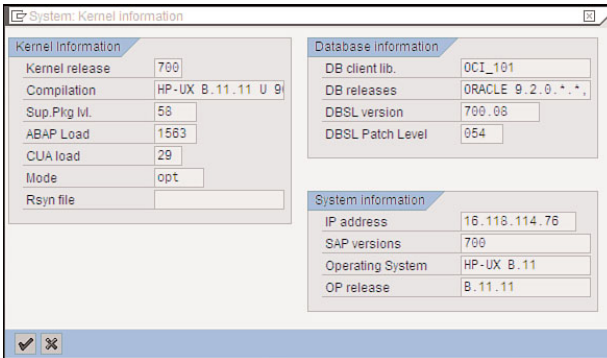 System: Kernel information
Kernel Information
Kernel release 700
Compilation HP-UX B.11.11 U 9
Sup.Pkg lvl. 58
ABAP Load 1563
CUA load 29
Mode opt
Rsyn file
Database information
DB client lib. OCI_101
DB releases ORACLE 9.2.0.*.*,
DBSL version 700.08
DBSL Patch Level 054
System information
IP address 16.118.114.76
SAP versions 700
Operating System HP-UX B.11
OP release B.11.11